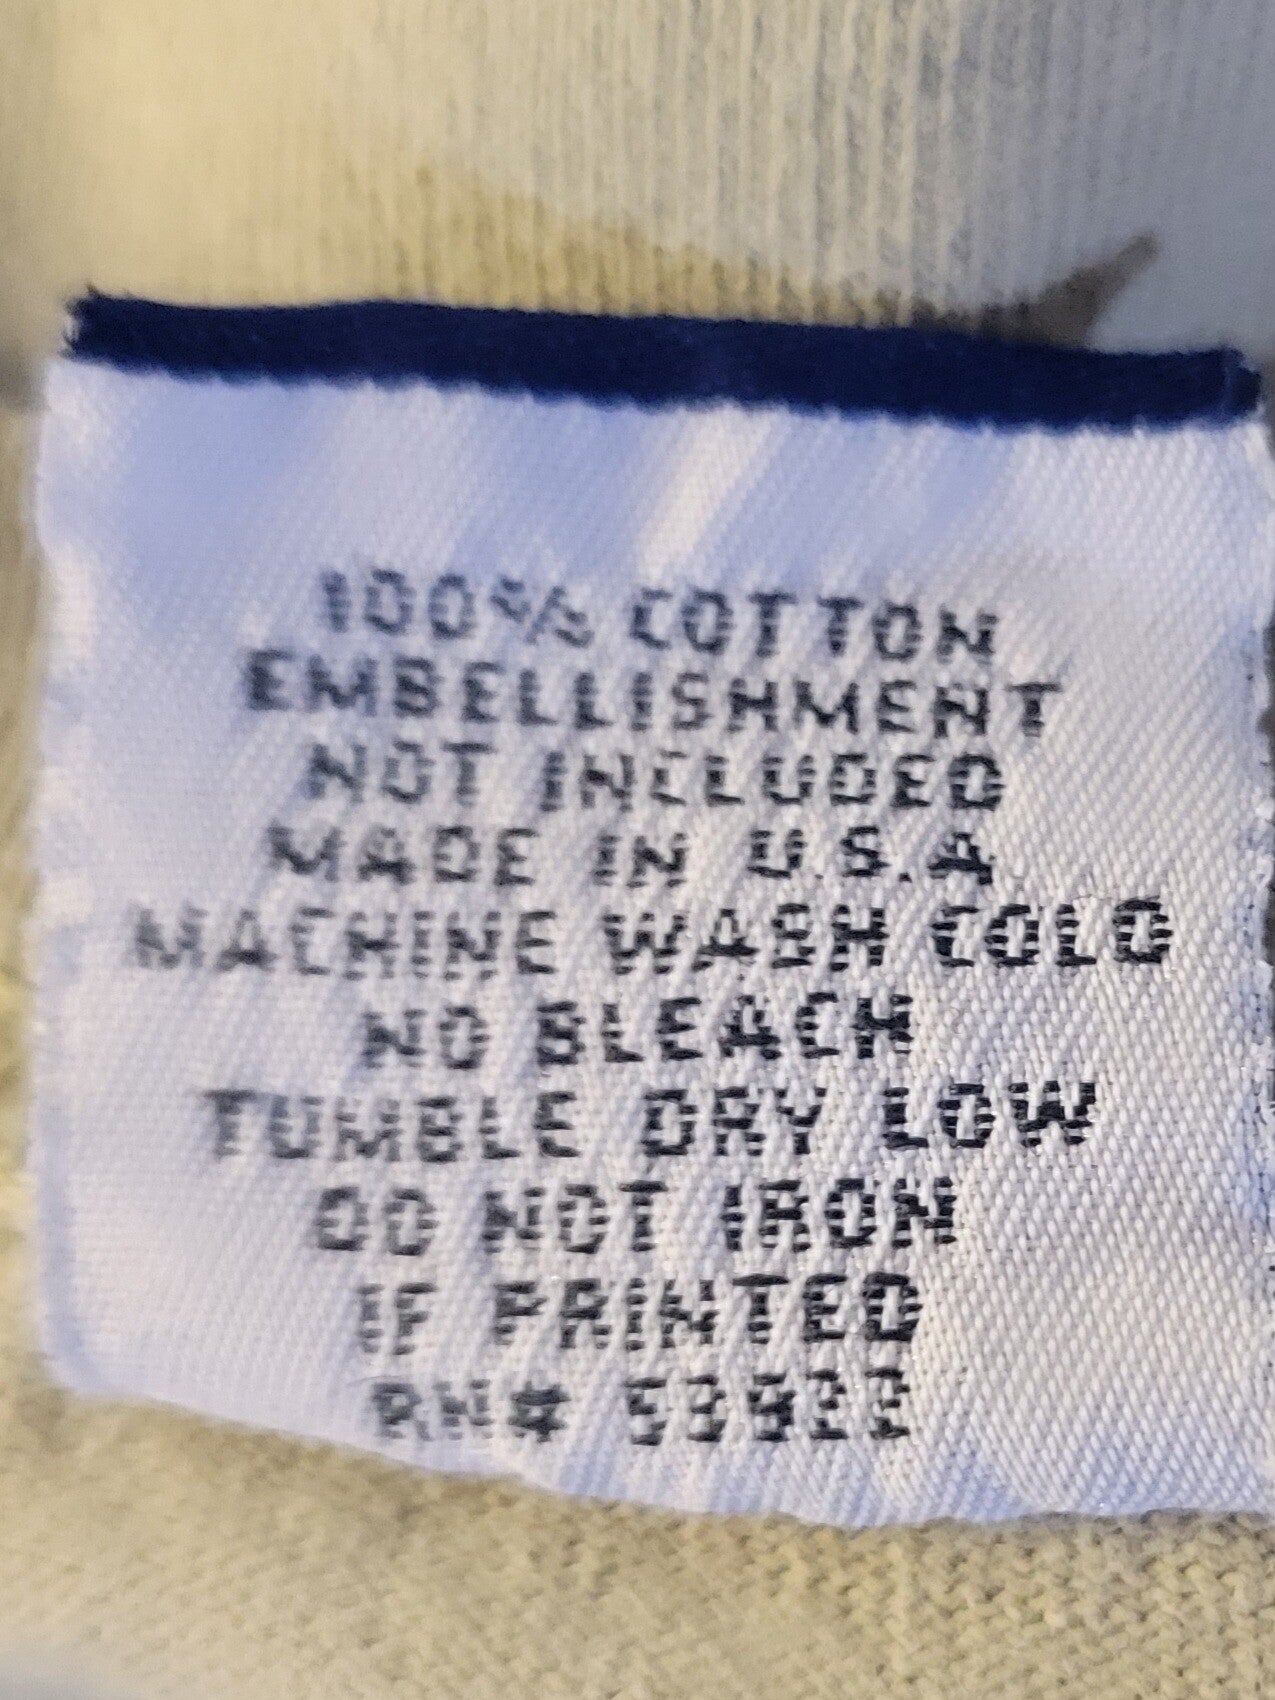 100% COTTON
EMBELLISHMENT
NOT INCLUDED
MADE IN U.S.A
MACHINE WASH COLD
NO BLEACH
TUMBLE DRY LOW
DO NOT IRON
IF PRINTED
RN#